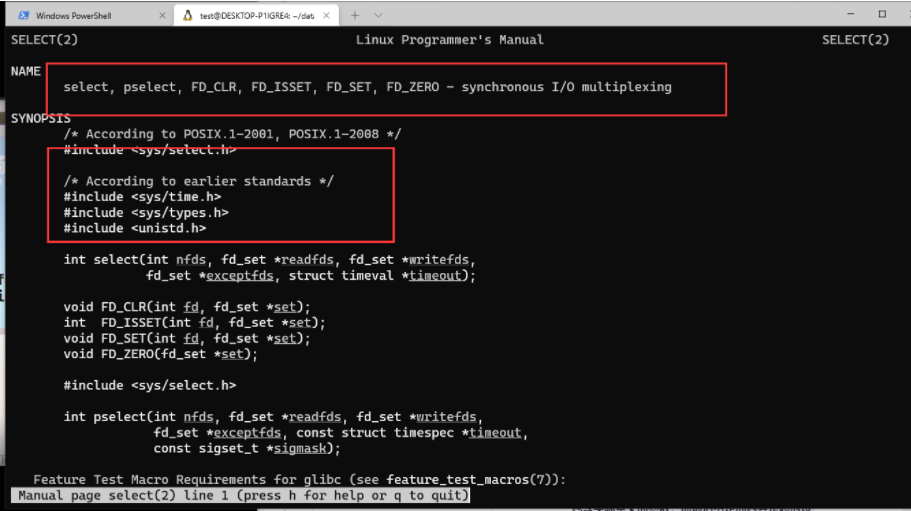 Windows PowerShell
test@DESKTOP-P1IGRE4: ~/data
SELECT(2) Linux Programmer's Manual SELECT(2)
NAME
select, pselect, FD_CLR, FD_ISSET, FD_SET, FD_ZERO - synchronous I/O multiplexing
SYNOPSIS
/* According to POSIX.1-2001, POSIX.1-2008 */
#include <sys/select.h>
/* According to earlier standards */
#include <sys/time.h>
#include <sys/types.h>
#include <unistd.h>
int select(int nfds, fd_set *readfds, fd_set *writefds,
fd_set *exceptfds, struct timeval *timeout);
void FD_CLR(int fd, fd_set *set);
int  FD_ISSET(int fd, fd_set *set);
void FD_SET(int fd, fd_set *set);
void FD_ZERO(fd_set *set);
#include <sys/select.h>
int pselect(int nfds, fd_set *readfds, fd_set *writefds,
fd_set *exceptfds, const struct timespec *timeout,
const sigset_t *sigmask);
Feature Test Macro Requirements for glibc (see feature_test_macros(7)):
Manual page select(2) line 1 (press h for help or q to quit)